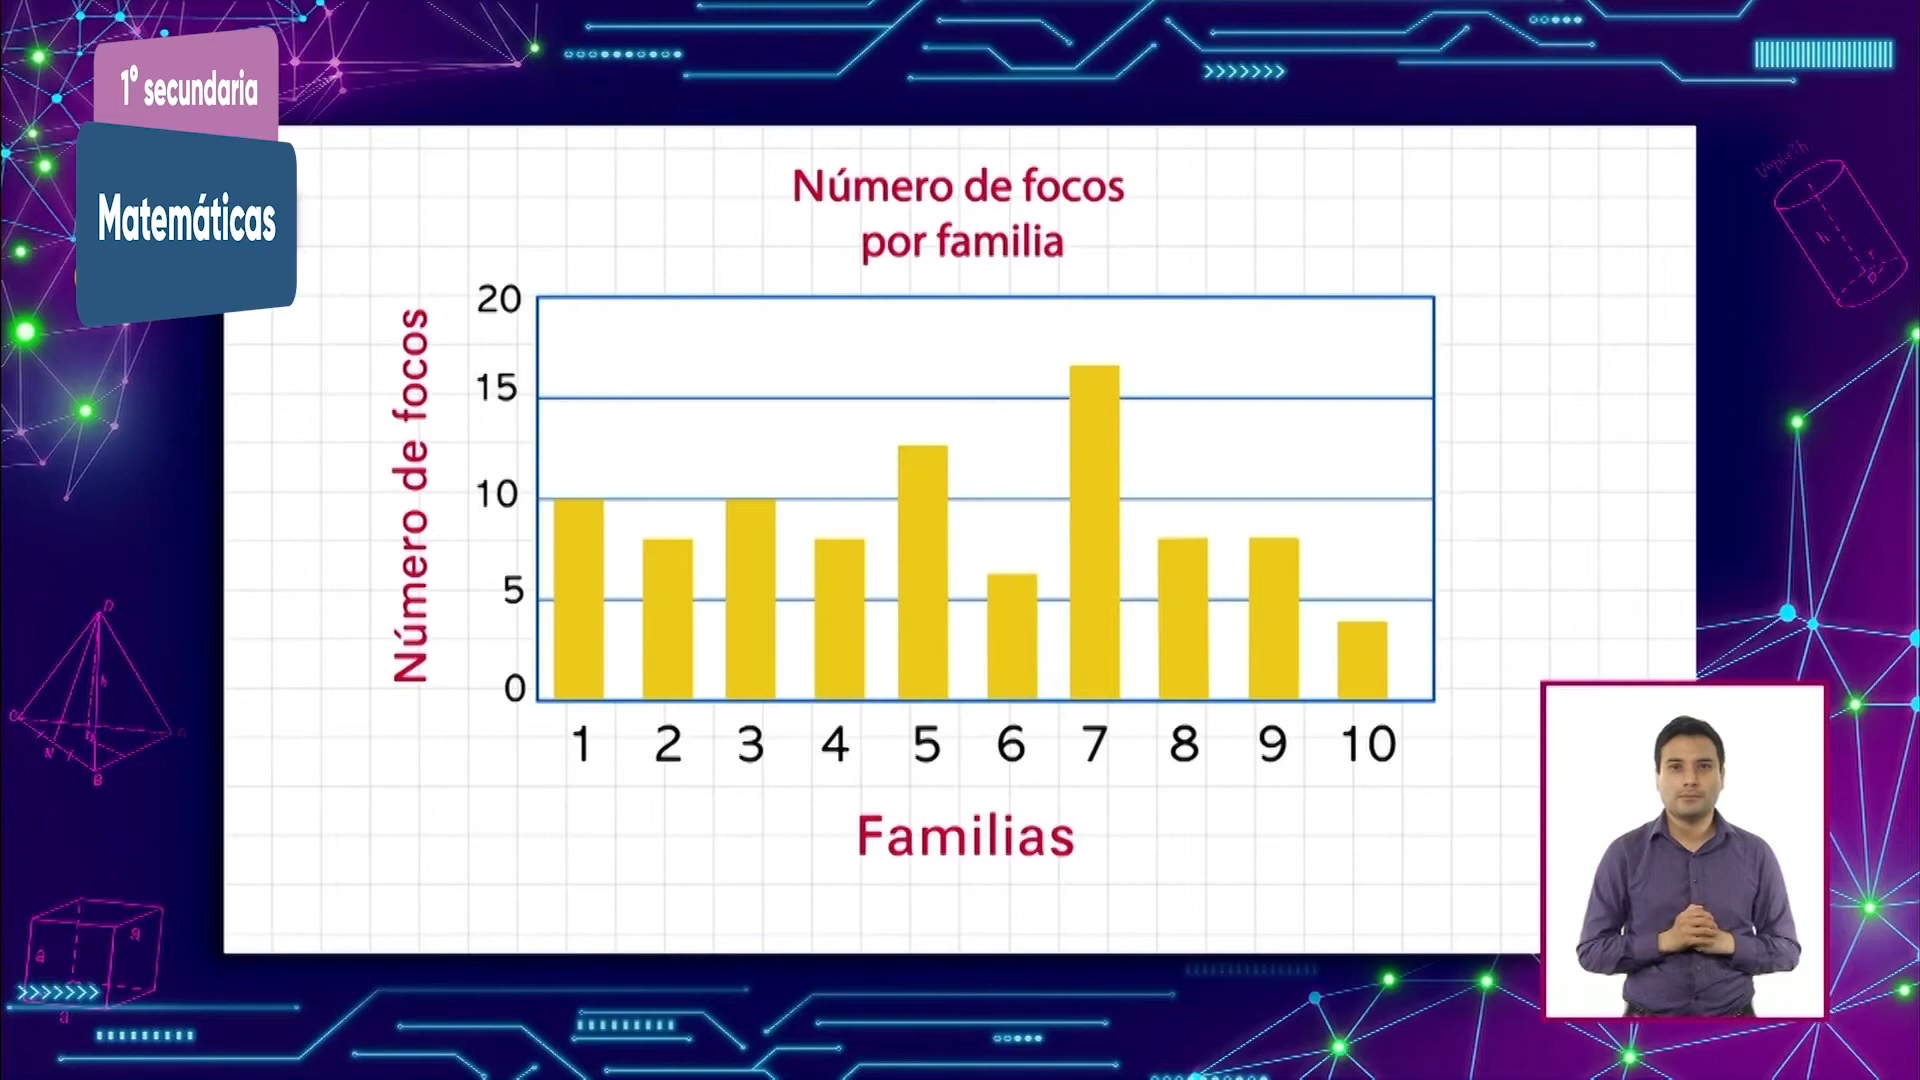 1° secundaria
Matemáticas
Número de focos
por familia
Número de focos
20
15
10
5
0
1 2 3 4 5 6 7 8 9 10
Familias